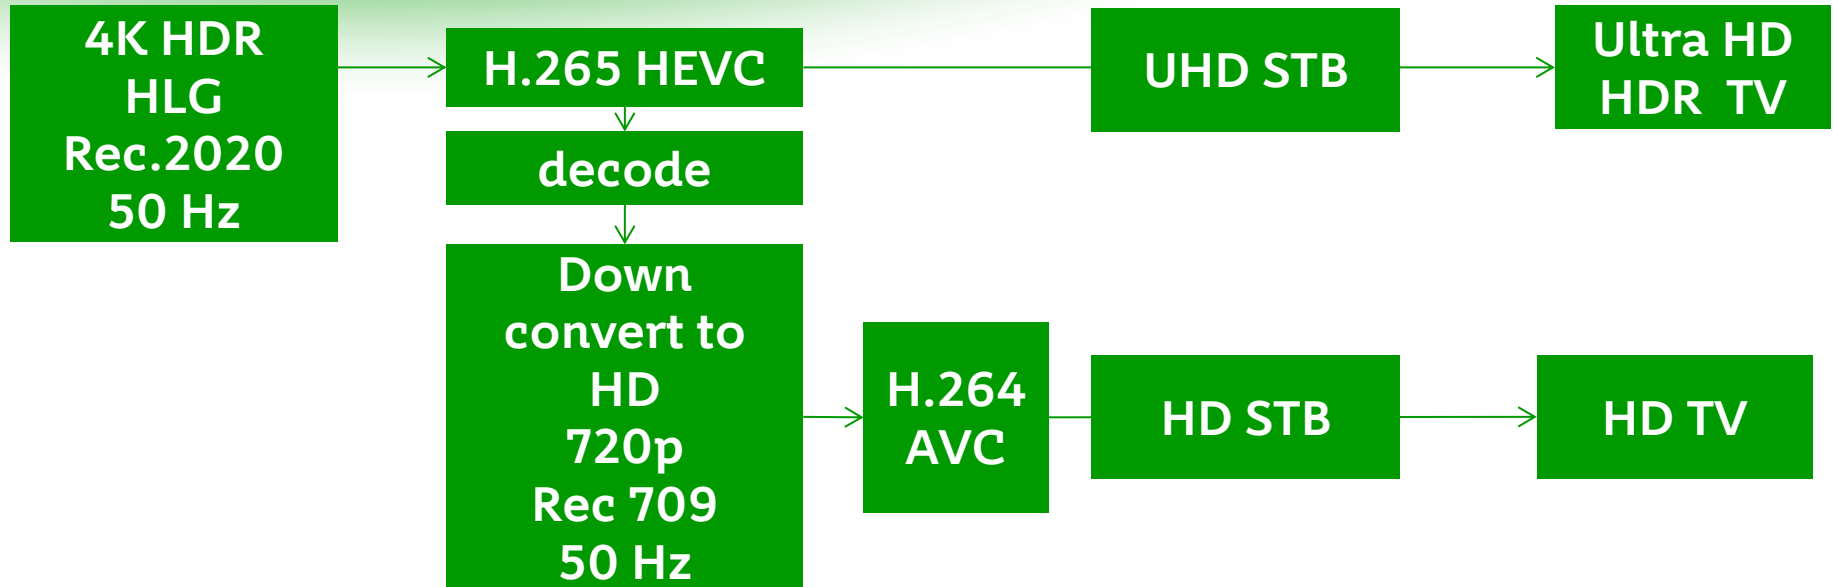 4K HDR
HLG
Rec.2020
50 Hz
H.265 HEVC
UHD STB
Ultra HD
HDR TV
decode
Down
convert to
HD
720p
Rec 709
50 Hz
H.264
AVC
HD STB
HD TV